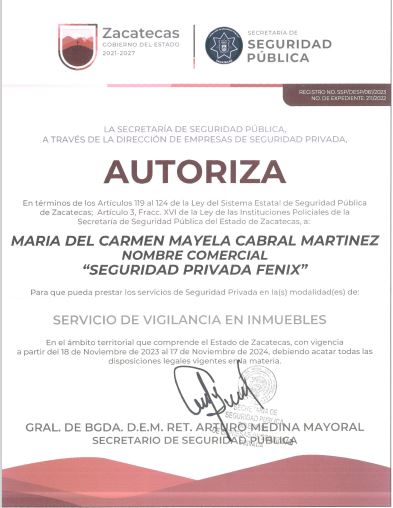 Zacatecas
GOBIERNO DEL ESTADO
2021-2027
SECRETARÍA DE
SEGURIDAD
PÚBLICA
REGISTRO NO. SSP/DESP/061/2023
NO. DE EXPEDIENTE: 211/2022
LA SECRETARÍA DE SEGURIDAD PÚBLICA,
A TRAVÉS DE LA DIRECCIÓN DE EMPRESAS DE SEGURIDAD PRIVADA,
AUTORIZA
En términos de los Artículos 119 al 124 de la Ley del Sistema Estatal de Seguridad Pública
de Zacatecas; Artículo 3, Fracc. XVI de la Ley de las Instituciones Policiales de la
Secretaría de Seguridad Pública del Estado de Zacatecas, a:
MARIA DEL CARMEN MAYELA CABRAL MARTINEZ
NOMBRE COMERCIAL
“SEGURIDAD PRIVADA FENIX”
Para que pueda prestar los servicios de Seguridad Privada en la(s) modalidad(es) de:
SERVICIO DE VIGILANCIA EN INMUEBLES
En el ámbito territorial que comprende el Estado de Zacatecas, con vigencia
a partir del 18 de Noviembre de 2023 al 17 de Noviembre de 2024, debiendo acatar todas las
disposiciones legales vigentes en la materia.
SECRETARIA DE
SEGURIDAD PUBLICA
GRAL. DE BGDA. D.E.M. RET. ARTURO MEDINA MAYORAL
SECRETARIO DE SEGURIDAD PÚBLICA